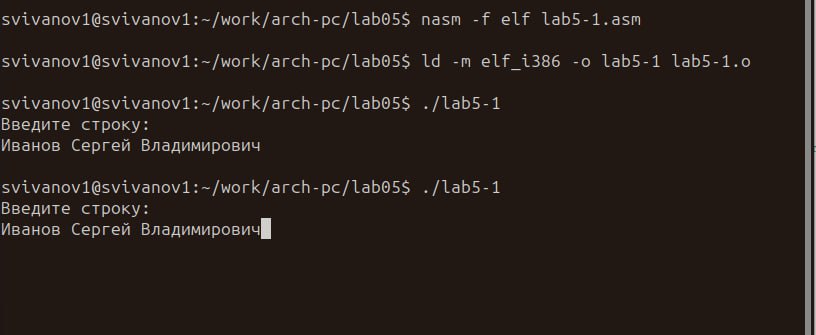 svivanov1@svivanov1:~/work/arch-pc/lab05$ nasm -f elf lab5-1.asm
svivanov1@svivanov1:~/work/arch-pc/lab05$ ld -m elf_i386 -o lab5-1 lab5-1.o
svivanov1@svivanov1:~/work/arch-pc/lab05$ ./lab5-1
Введите строку:
Иванов Сергей Владимирович
svivanov1@svivanov1:~/work/arch-pc/lab05$ ./lab5-1
Введите строку:
Иванов Сергей Владимирович